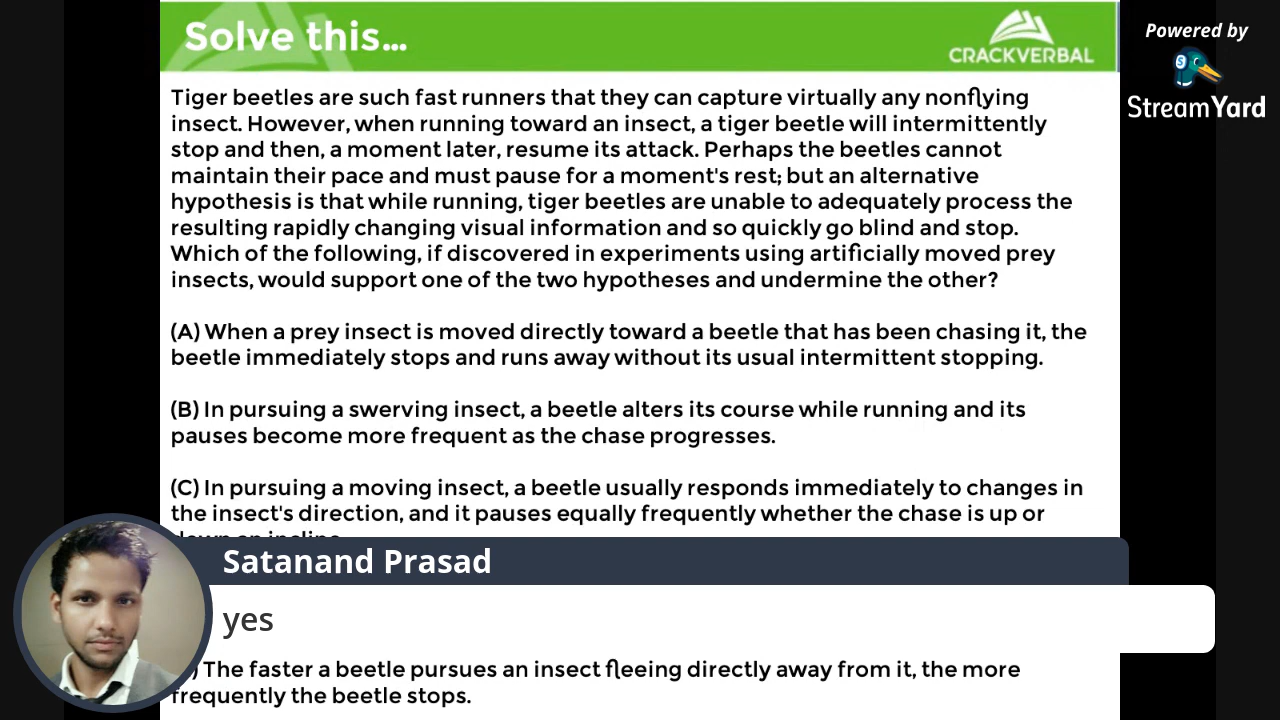 Solve this...
CRACKVERBAL
Powered by
StreamYard
Tiger beetles are such fast runners that they can capture virtually any nonflying
insect. However, when running toward an insect, a tiger beetle will intermittently
stop and then, a moment later, resume its attack. Perhaps the beetles cannot
maintain their pace and must pause for a moment's rest; but an alternative
hypothesis is that while running, tiger beetles are unable to adequately process the
resulting rapidly changing visual information and so quickly go blind and stop.
Which of the following, if discovered in experiments using artificially moved prey
insects, would support one of the two hypotheses and undermine the other?
(A) When a prey insect is moved directly toward a beetle that has been chasing it, the
beetle immediately stops and runs away without its usual intermittent stopping.
(B) In pursuing a swerving insect, a beetle alters its course while running and its
pauses become more frequent as the chase progresses.
(C) In pursuing a moving insect, a beetle usually responds immediately to changes in
the insect's direction, and it pauses equally frequently whether the chase is up or
Satanand Prasad
yes
) The faster a beetle pursues an insect fleeing directly away from it, the more
frequently the beetle stops.